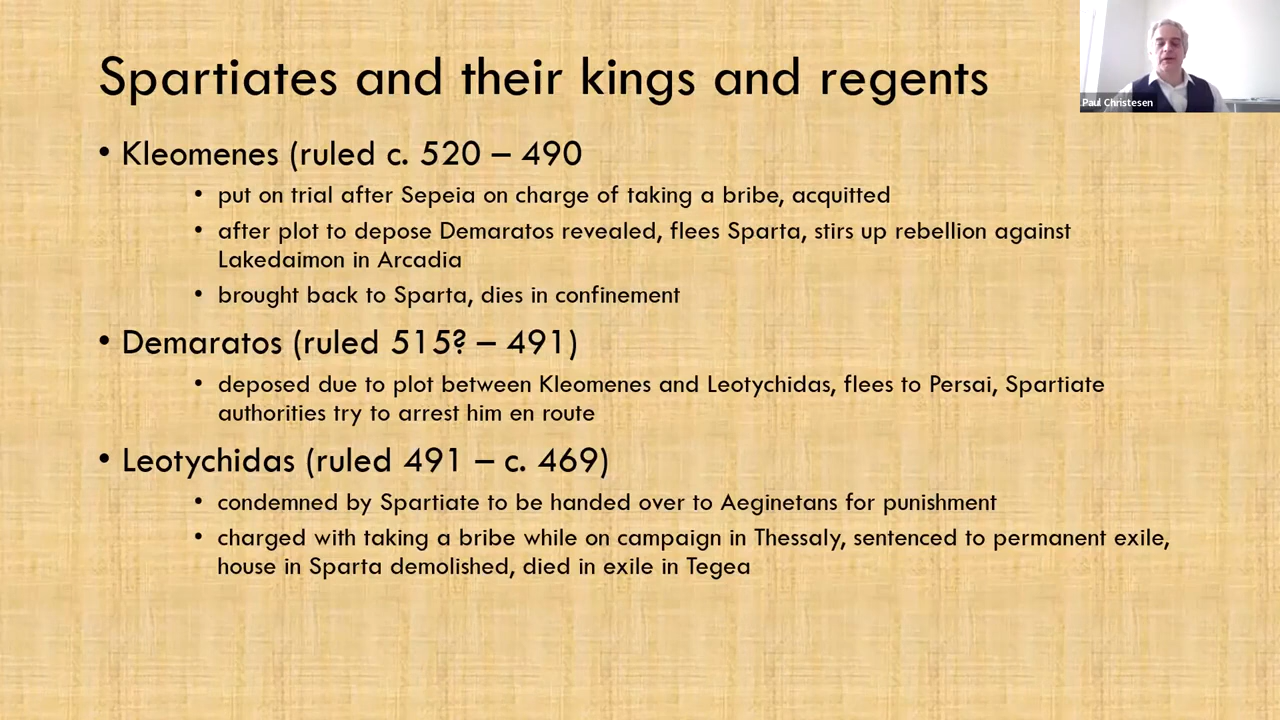 Spartiates and their kings and regents
Paul Christesen
• Kleomenes (ruled c. 520 – 490
• put on trial after Sepeia on charge of taking a bribe, acquitted
• after plot to depose Demaratos revealed, flees Sparta, stirs up rebellion against
Lakedaimon in Arcadia
• brought back to Sparta, dies in confinement
• Demaratos (ruled 515? – 491)
• deposed due to plot between Kleomenes and Leotychidas, flees to Persai, Spartiate
authorities try to arrest him en route
• Leotychidas (ruled 491 – c. 469)
• condemned by Spartiate to be handed over to Aeginetans for punishment
• charged with taking a bribe while on campaign in Thessaly, sentenced to permanent exile,
house in Sparta demolished, died in exile in Tegea